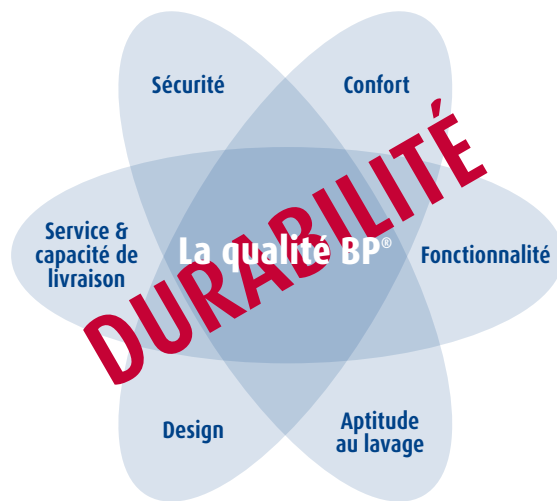 Sécurité
Confort
DURABILITÉ
Service &
capacité de
livraison
La qualité BP®
Fonctionnalité
Design
Aptitude
au lavage